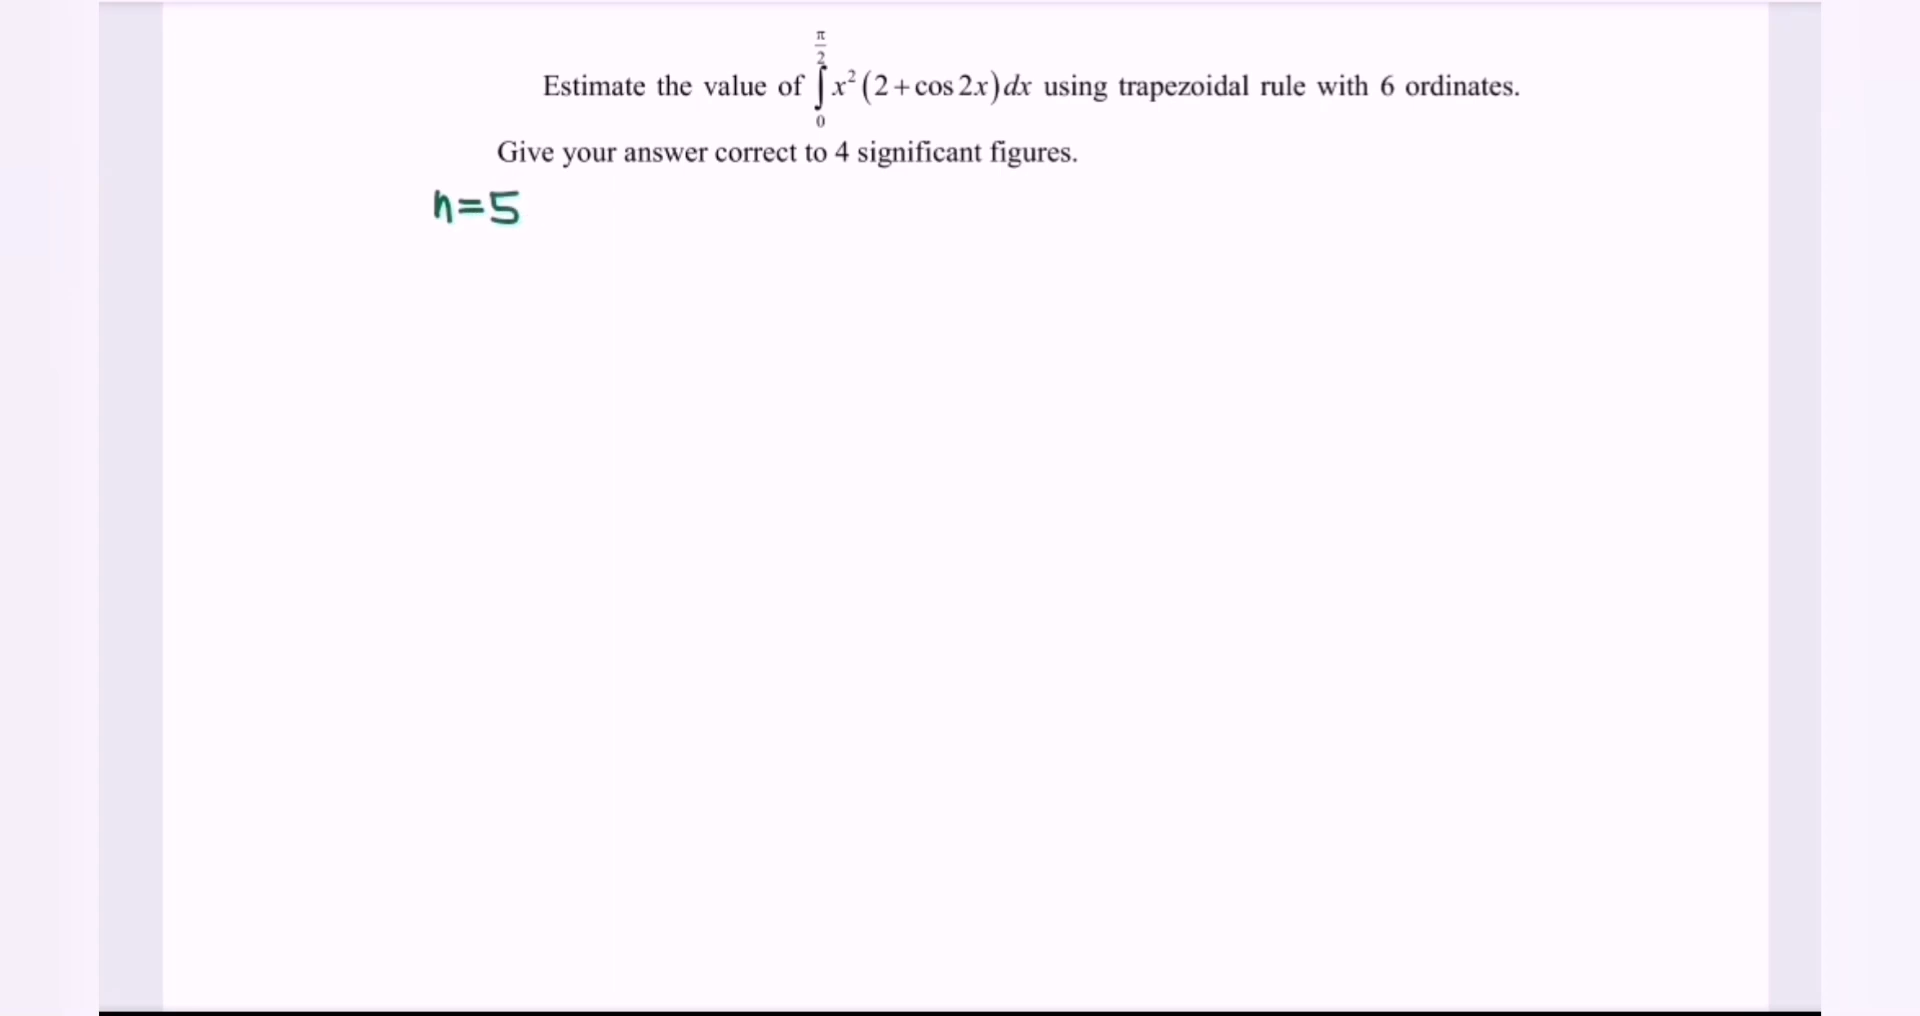 Estimate the value of ∫₀^(π/2) x² (2 + cos 2x) dx using trapezoidal rule with 6 ordinates.
Give your answer correct to 4 significant figures.
n=5